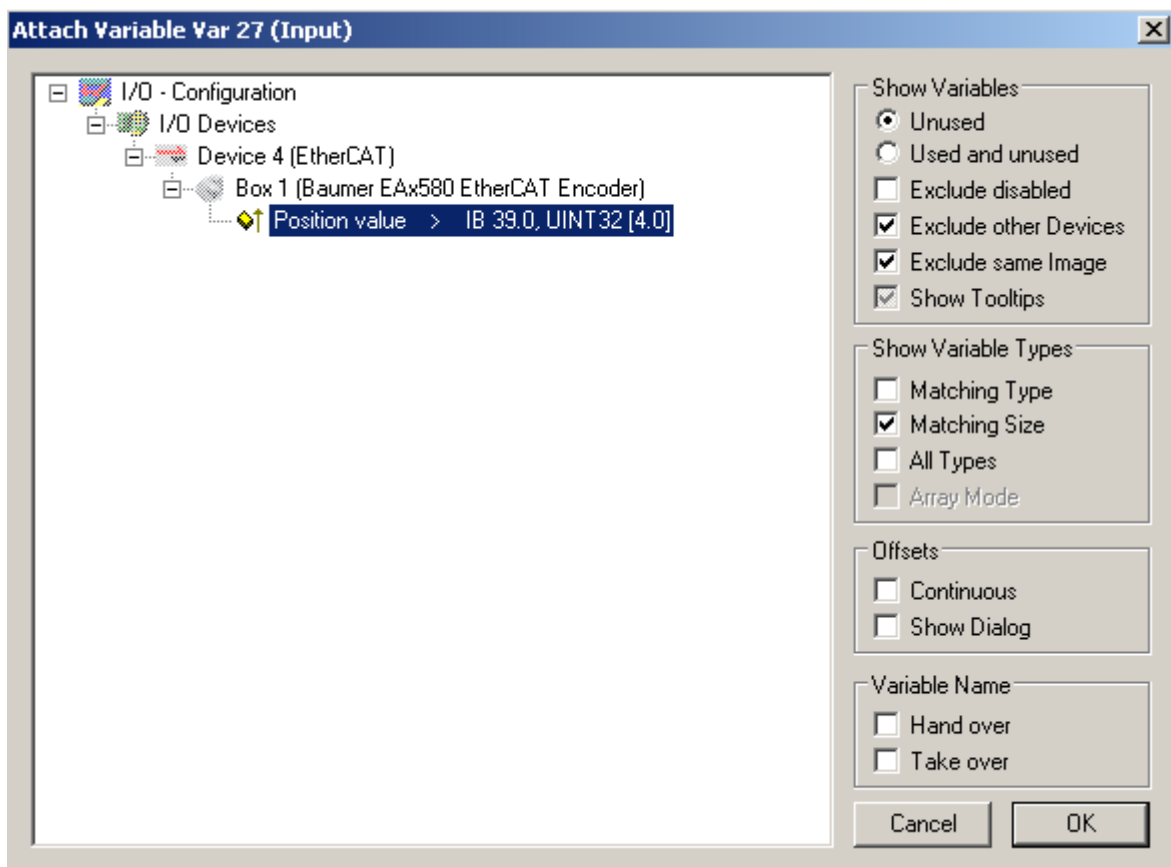 Attach Variable Var 27 (Input)
I/O - Configuration
I/O Devices
Device 4 (EtherCAT)
Box 1 (Baumer EAx580 EtherCAT Encoder)
Position value > IB 39.0, UINT32 [4.0]
Show Variables
Unused
Used and unused
Exclude disabled
Exclude other Devices
Exclude same Image
Show Tooltips
Show Variable Types
Matching Type
Matching Size
All Types
Array Mode
Offsets
Continuous
Show Dialog
Variable Name
Hand over
Take over
Cancel OK